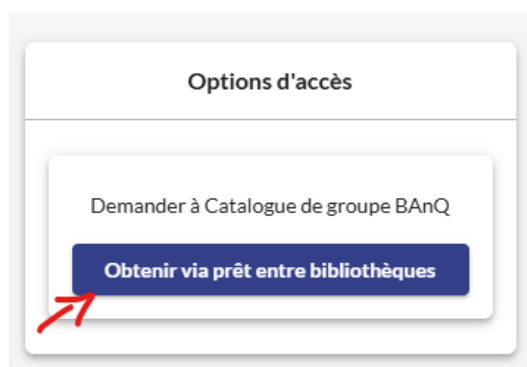 Options d'accès
Demander à Catalogue de groupe BAnQ
Obtenir via prêt entre bibliothèques